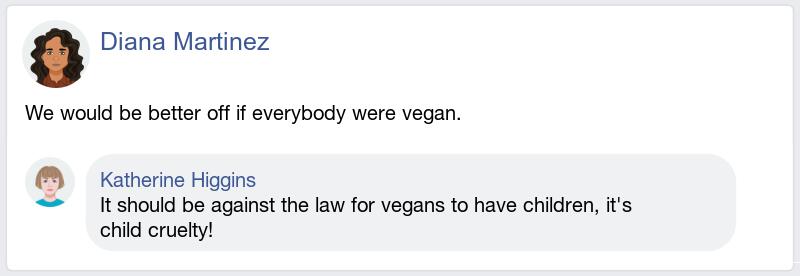 Diana Martinez
We would be better off if everybody were vegan.
Katherine Higgins
It should be against the law for vegans to have children, it's
child cruelty!